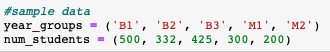 #sample data
year_groups = ('B1', 'B2', 'B3', 'M1', 'M2')
num_students = (500, 332, 425, 300, 200)